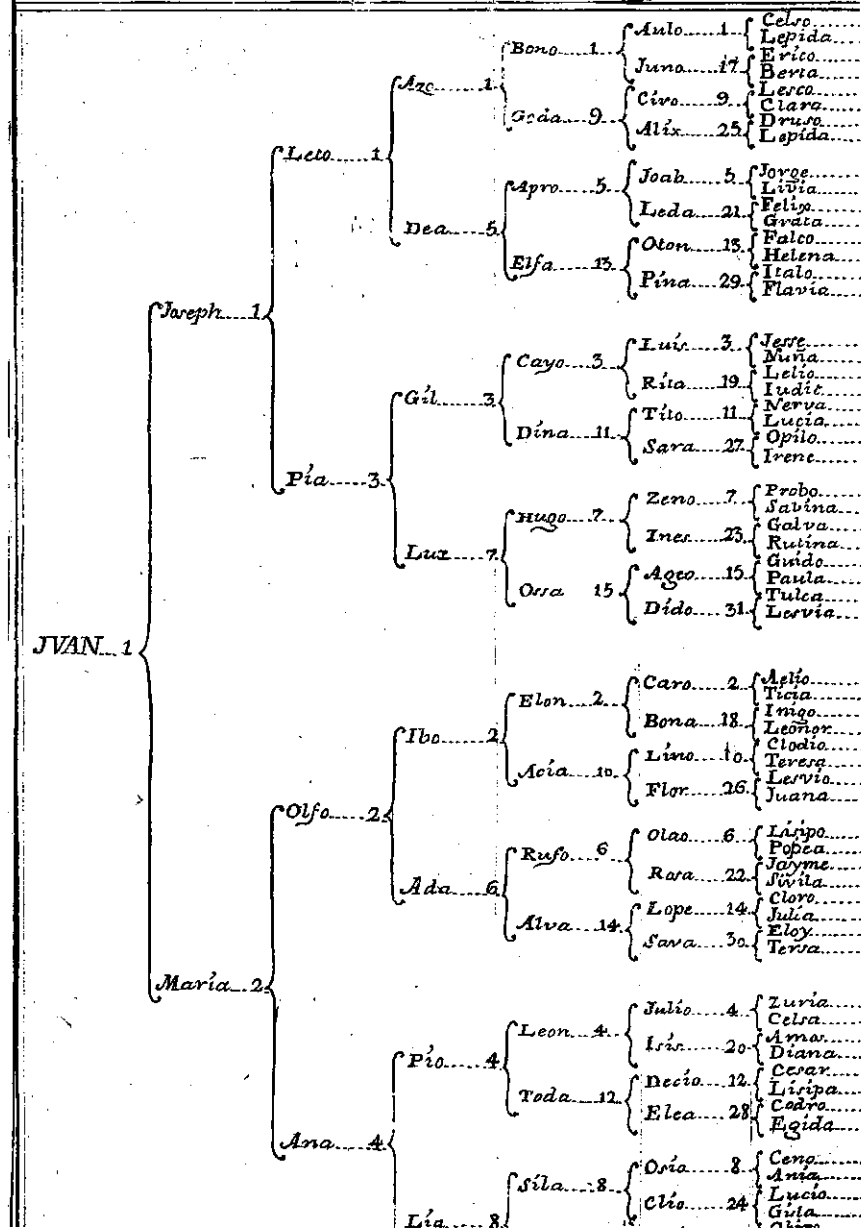 Celso
Aulo 1
Lepida
Bono 1
Erico
Juno 17
Berta
Azo 1
Lesco
Civo 9
Clara
Goda 9
Druso
Alix 25
Lepida
Leto 1
Jorge
Joab 5
Livia
Apro 5
Felix
Leda 21
Grata
Dea 5
Falco
Oton 13
Helena
Elfa 13
Italo
Pina 29
Flavia
Joseph 1
Jesse
Luis 3
Nuña
Cayo 3
Lelio
Rita 19
Iudit
Gil 3
Nerva
Tito 11
Lucia
Dina 11
Opilo
Sara 27
Irene
Pia 3
Probo
Zeno 7
Savina
Hugo 7
Galva
Ines 23
Rutina
Luz 7
Guido
Ageo 15
Paula
Ossa 15
Tulca
Dido 31
Lesvia
JVAN 1
Aelio
Caro 2
Ticia
Elon 2
Inigo
Bona 18
Leoñor
Ibo 2
Clodio
Lino 10
Teresa
Acia 10
Lesvio
Flor 26
Juana
Olfo 2
Lisipo
Olao 6
Popea
Rufo 6
Jayme
Rosa 22
Sivila
Ada 6
Cloro
Lope 14
Julia
Alva 14
Eloy
Sava 30
Tersa
Maria 2
Zuria
Julio 4
Celsa
Leon 4
Amos
Isis 20
Diana
Pio 4
Cesar
Decio 12
Lisipa
Toda 12
Codro
Elea 28
Egida
Ana 4
Ceno
Osia 8
Ania
Sila 8
Lucio
Clio 24
Gisla
Lia 8